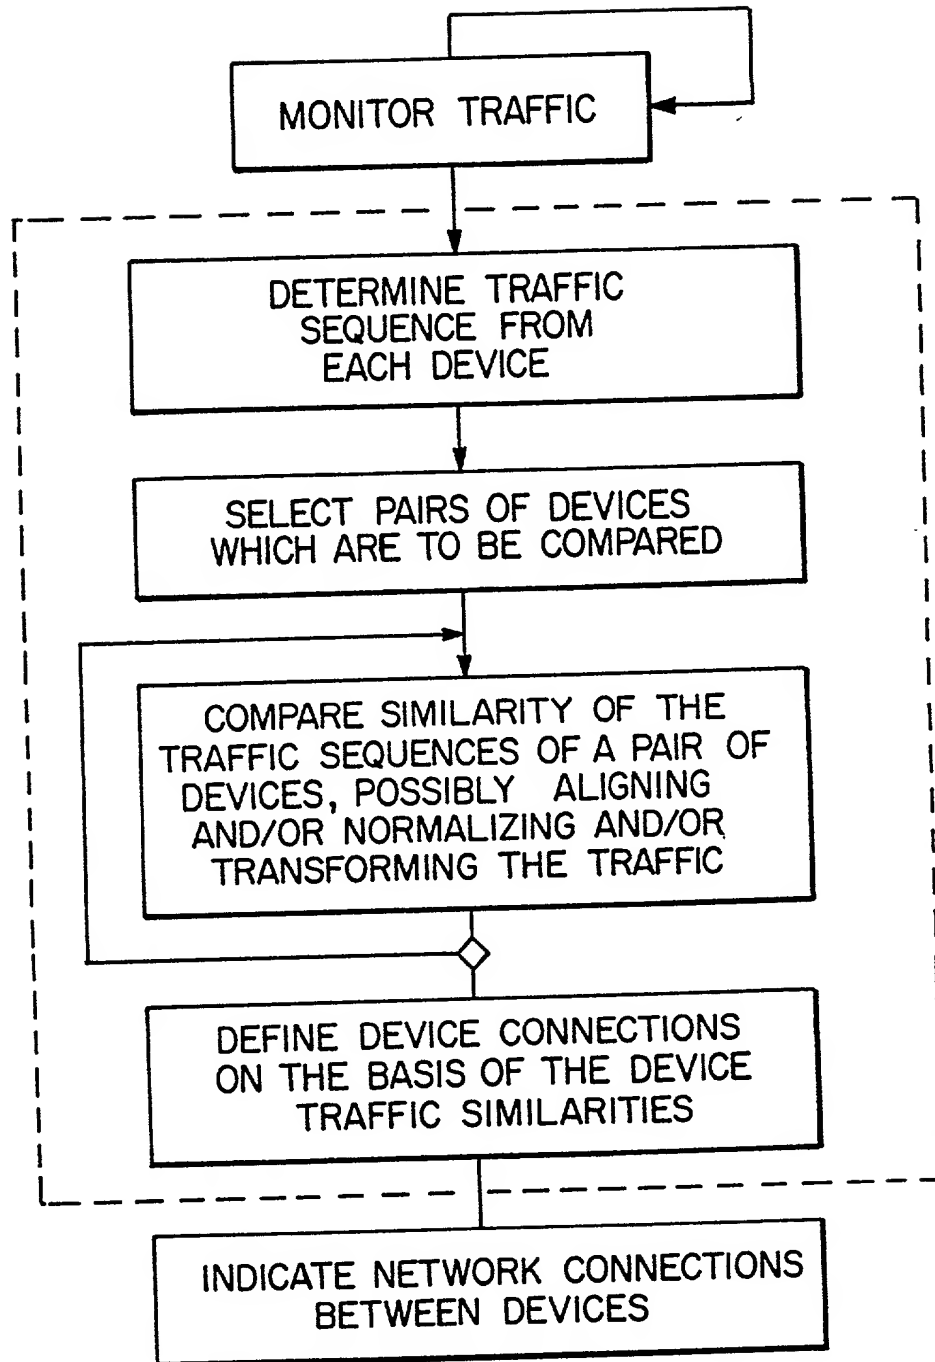 MONITOR TRAFFIC
DETERMINE TRAFFIC
SEQUENCE FROM
EACH DEVICE
SELECT PAIRS OF DEVICES
WHICH ARE TO BE COMPARED
COMPARE SIMILARITY OF THE
TRAFFIC SEQUENCES OF A PAIR OF
DEVICES, POSSIBLY ALIGNING
AND/OR NORMALIZING AND/OR
TRANSFORMING THE TRAFFIC
DEFINE DEVICE CONNECTIONS
ON THE BASIS OF THE DEVICE
TRAFFIC SIMILARITIES
INDICATE NETWORK CONNECTIONS
BETWEEN DEVICES